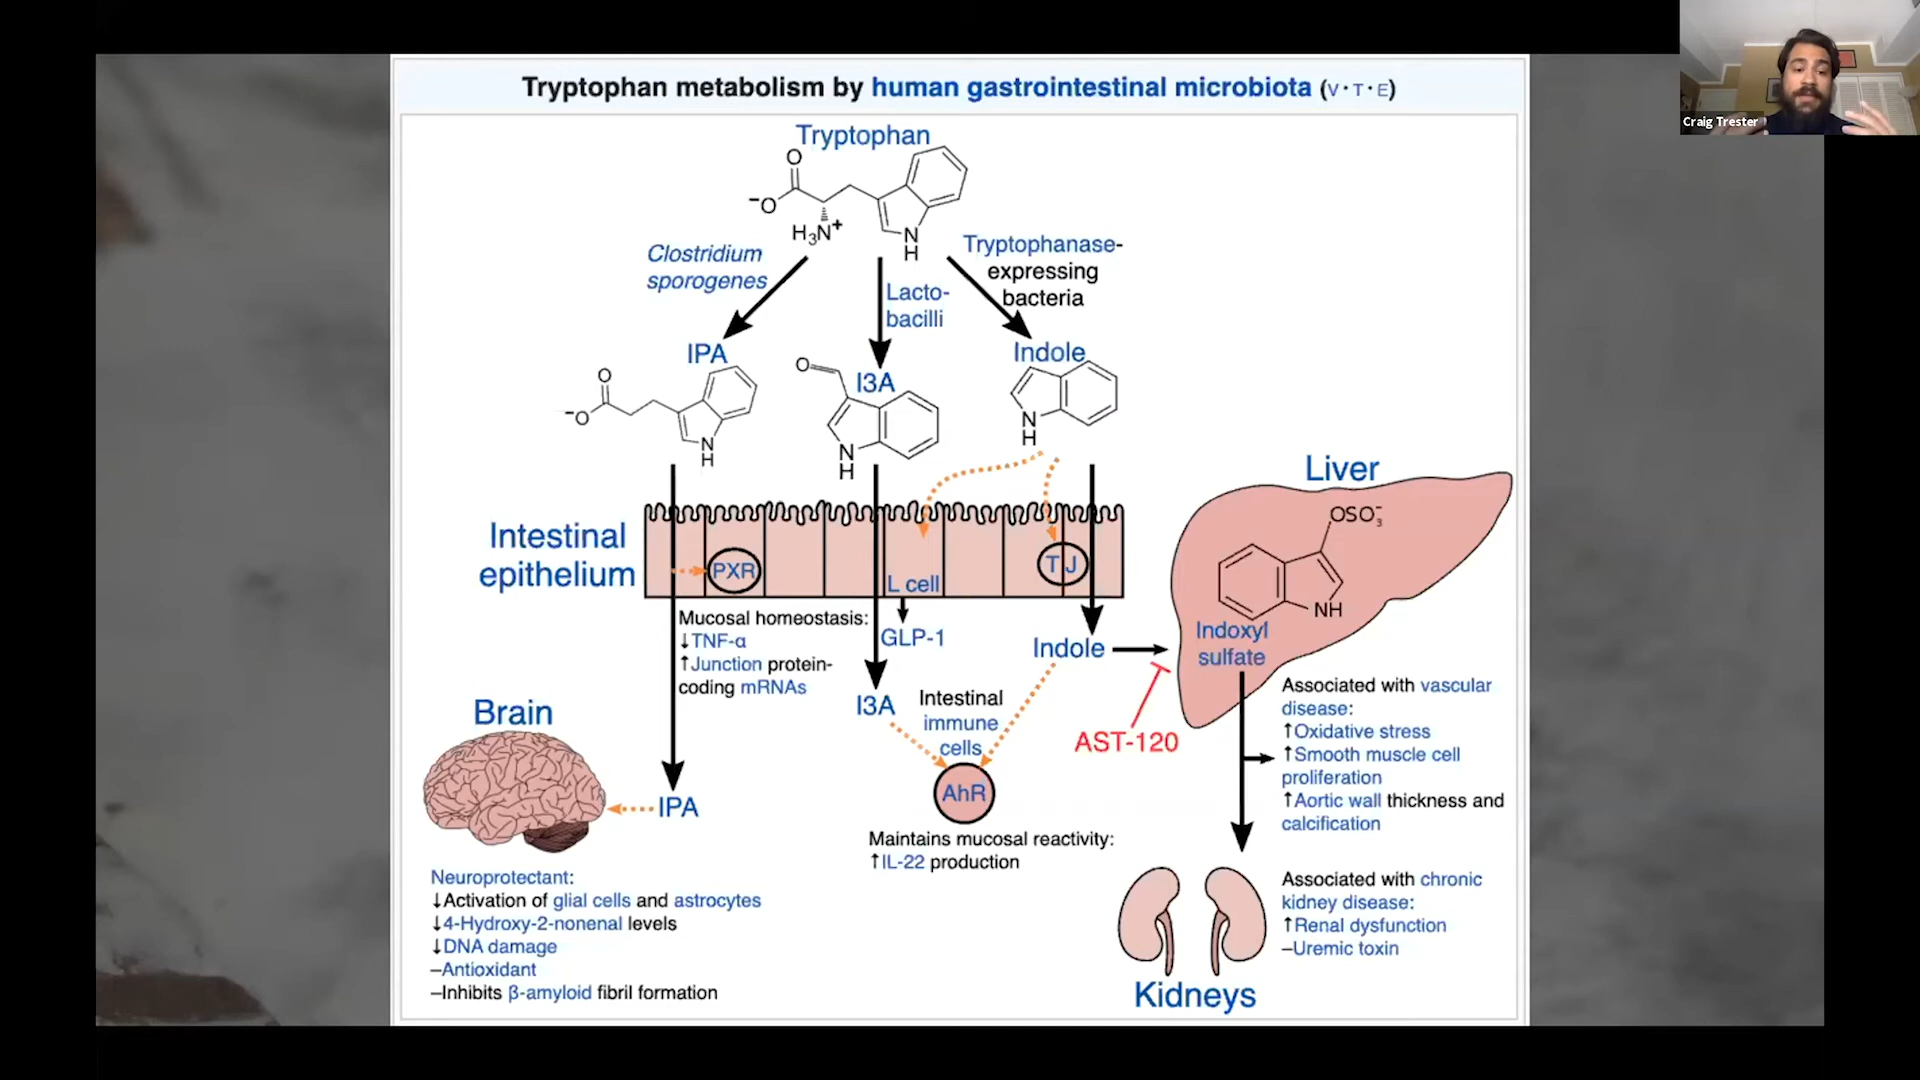 Tryptophan metabolism by human gastrointestinal microbiota (V·T·E)
Craig Trester
Tryptophan
O
⁻O
H₃N⁺
N
H
Clostridium
sporogenes
Lacto-
bacilli
Tryptophanase-
expressing
bacteria
IPA
O
⁻O
N
H
I3A
O
N
H
Indole
N
H
Intestinal
epithelium
PXR
L cell
TJ
Mucosal homeostasis:
↓TNF-α
↑Junction protein-
coding mRNAs
GLP-1
I3A
Intestinal
immune
cells
AhR
Maintains mucosal reactivity:
↑IL-22 production
Indole
AST-120
Liver
OSO₃⁻
NH
Indoxyl
sulfate
Associated with vascular
disease:
↑Oxidative stress
↑Smooth muscle cell
proliferation
↑Aortic wall thickness and
calcification
Brain
IPA
Neuroprotectant:
↓Activation of glial cells and astrocytes
↓4-Hydroxy-2-nonenal levels
↓DNA damage
–Antioxidant
–Inhibits β-amyloid fibril formation
Associated with chronic
kidney disease:
↑Renal dysfunction
–Uremic toxin
Kidneys